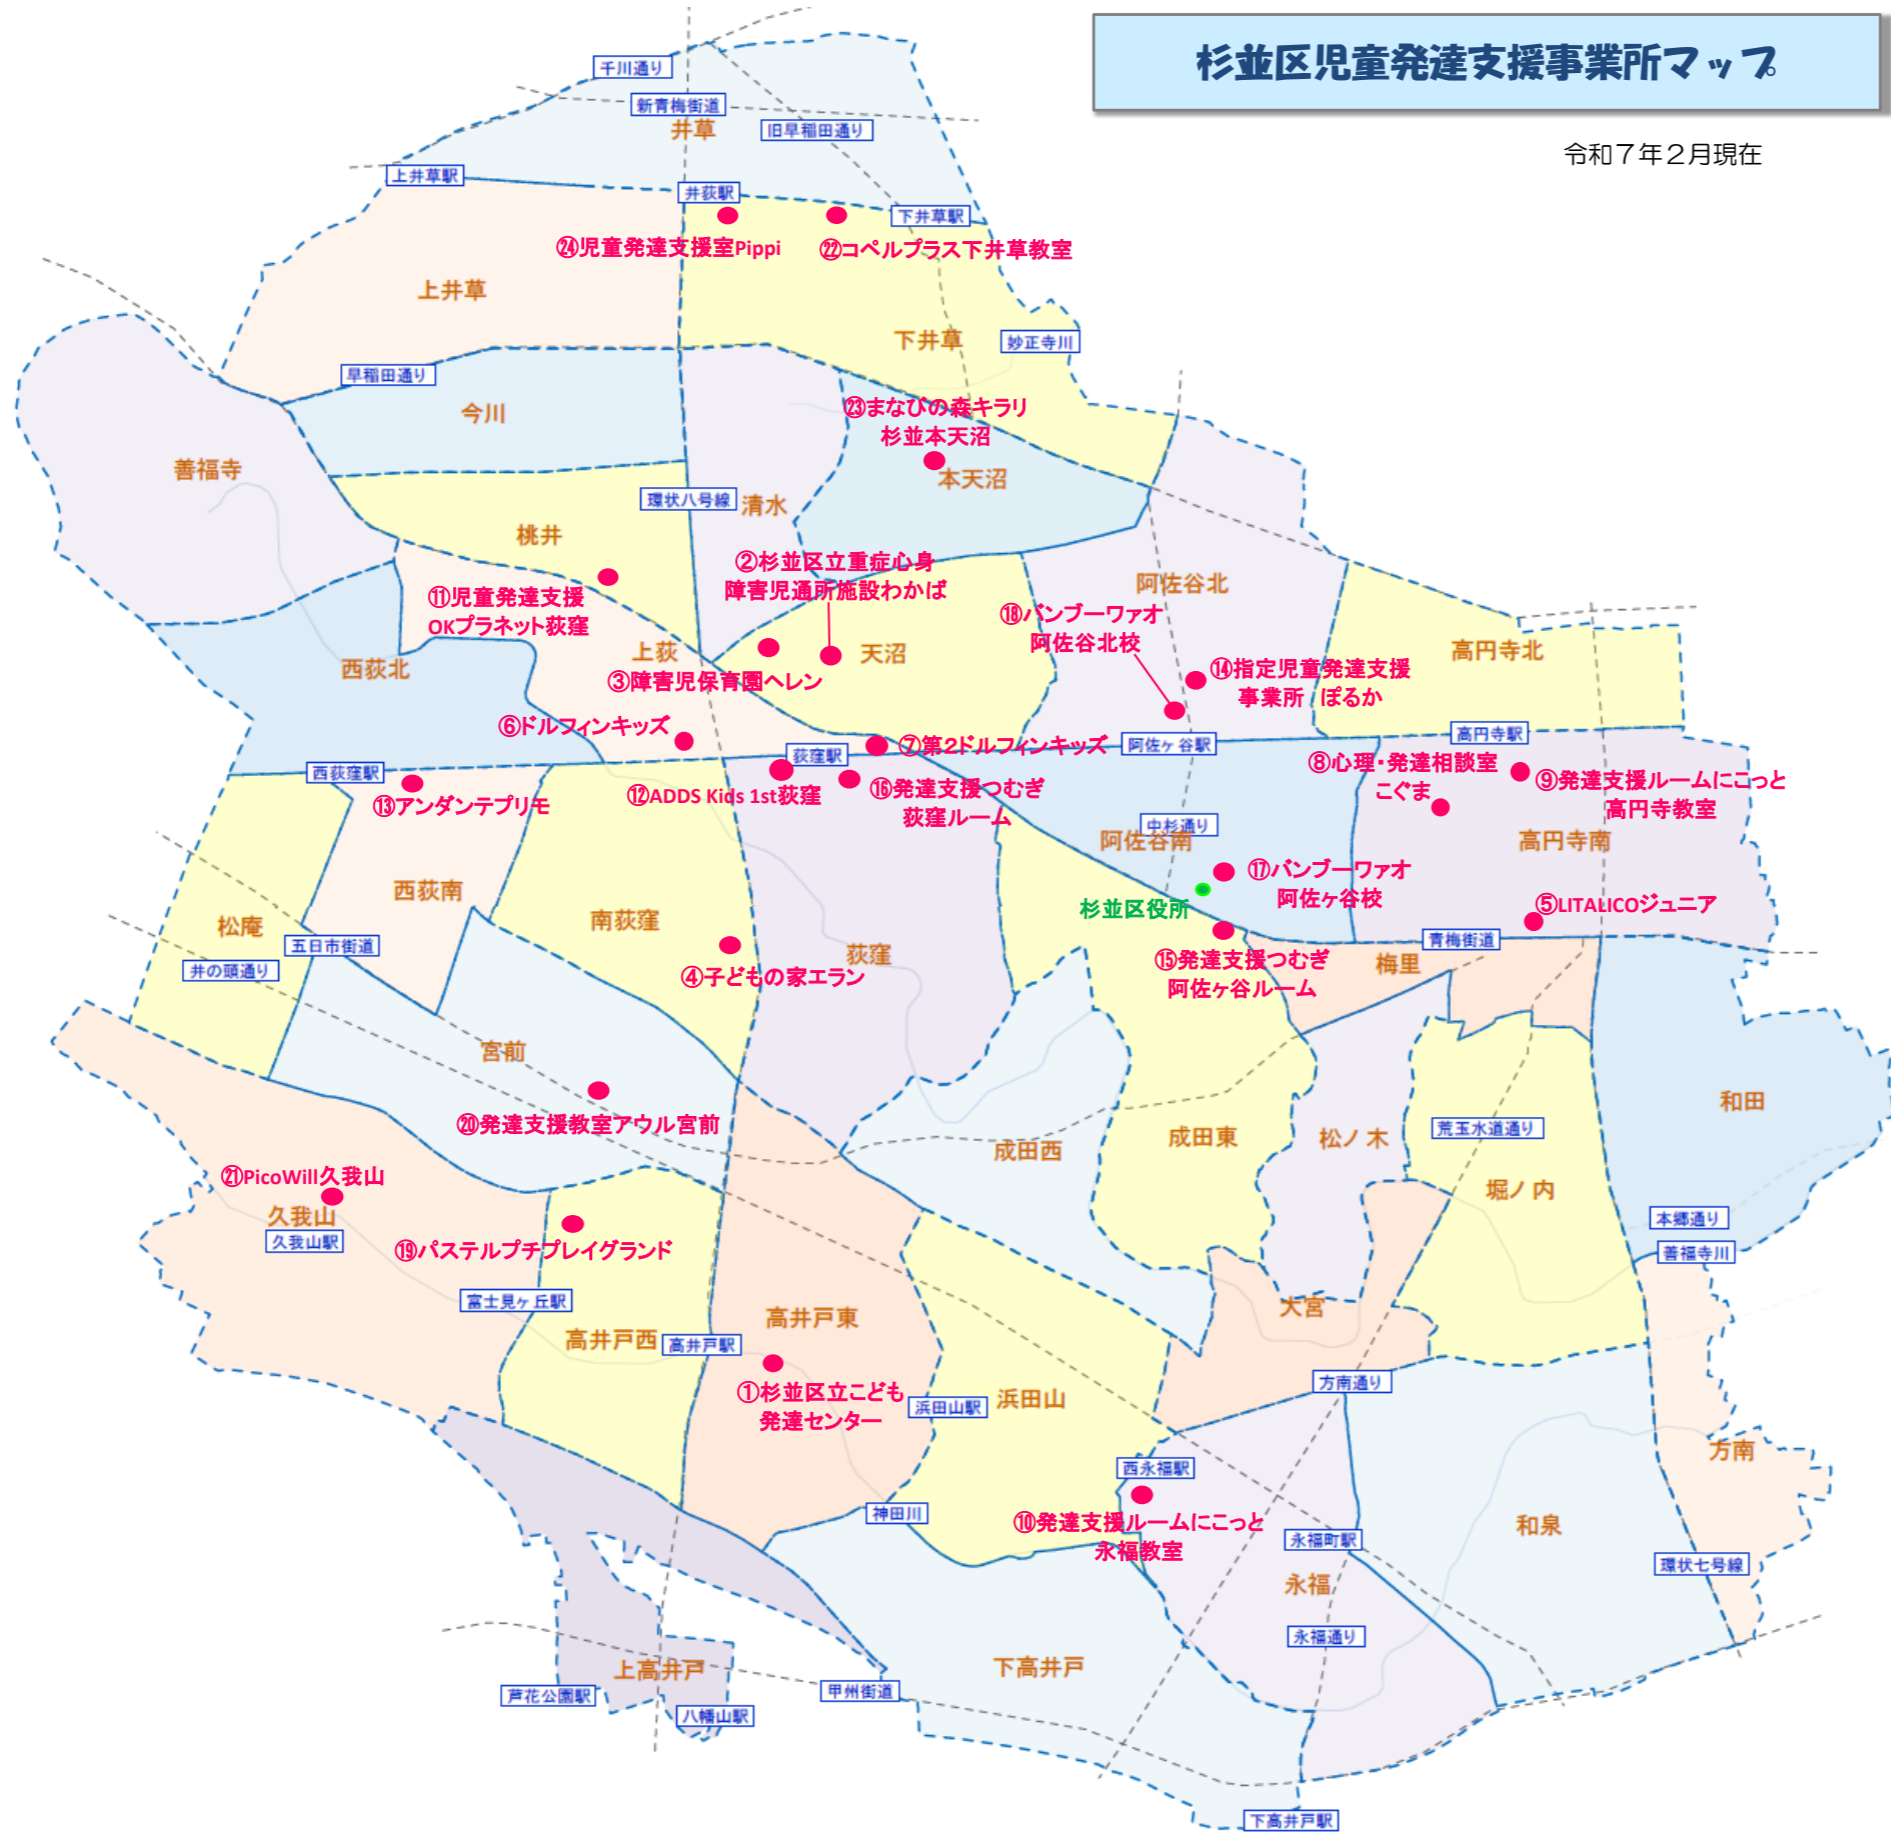 杉並区児童発達支援事業所マップ
令和7年2月現在
千川通り
新青梅街道
井草
旧早稲田通り
上井草駅
井荻駅
下井草駅
㉔児童発達支援室Pippi
㉒コペルプラス下井草教室
上井草
下井草
妙正寺川
早稲田通り
今川
㉓まなびの森キラリ
杉並本天沼
善福寺
本天沼
環状八号線
清水
桃井
②杉並区立重症心身
障害児通所施設わかば
阿佐谷北
⑪児童発達支援
OKプラネット荻窪
⑱バンブーワァオ
阿佐谷北校
上荻
天沼
高円寺北
西荻北
③障害児保育園ヘレン
⑭指定児童発達支援
事業所 ぽるか
⑥ドルフィンキッズ
荻窪駅
⑦第2ドルフィンキッズ
阿佐ヶ谷駅
高円寺駅
西荻窪駅
⑧心理・発達相談室
こぐま
⑬アンダンテプリモ
⑫ADDS Kids 1st荻窪
⑯発達支援つむぎ
荻窪ルーム
⑨発達支援ルームにこっと
高円寺教室
中杉通り
阿佐谷南
高円寺南
⑰バンブーワァオ
阿佐ヶ谷校
西荻南
杉並区役所
⑤LITALICOジュニア
松庵
南荻窪
五日市街道
青梅街道
荻窪
井の頭通り
④子どもの家エラン
⑮発達支援つむぎ
阿佐ヶ谷ルーム
梅里
宮前
和田
⑳発達支援教室アウル宮前
荒玉水道通り
成田西
成田東
松ノ木
㉑PicoWill久我山
堀ノ内
久我山
久我山駅
本郷通り
⑲パステルプチプレイグランド
善福寺川
富士見ヶ丘駅
大宮
高井戸東
高井戸西
高井戸駅
方南通り
①杉並区立こども
発達センター
浜田山駅
浜田山
方南
西永福駅
神田川
⑩発達支援ルームにこっと
永福教室
永福町駅
和泉
環状七号線
永福
永福通り
上高井戸
下高井戸
芦花公園駅
甲州街道
八幡山駅
下高井戸駅